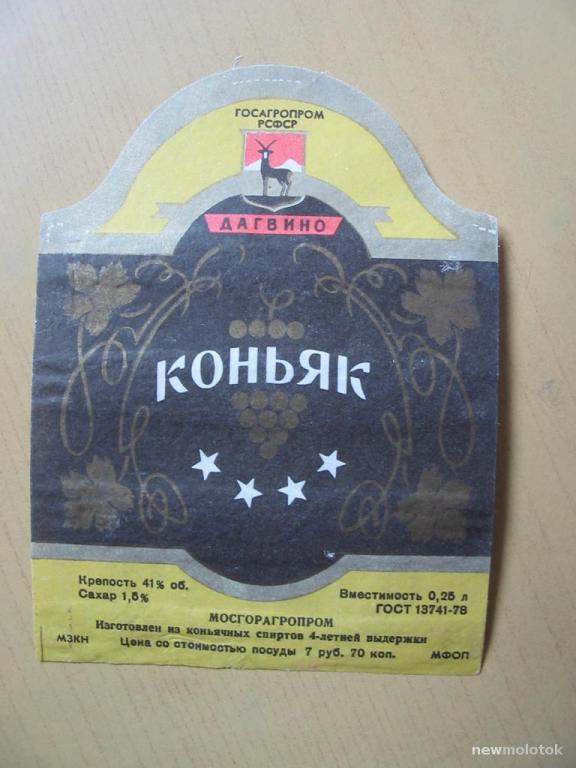 ГОСАГРОПРОМ
РСФСР
ДАГВИНО
КОНЬЯК
Крепость 41% об.
Сахар 1,5%
Вместимость 0,25 л
ГОСТ 13741-78
МОСГОРАГРОПРОМ
Изготовлен из коньячных спиртов 4-летней выдержки
МЗКН
Цена со стоимостью посуды 7 руб. 70 коп.
МФОП
newmolotok